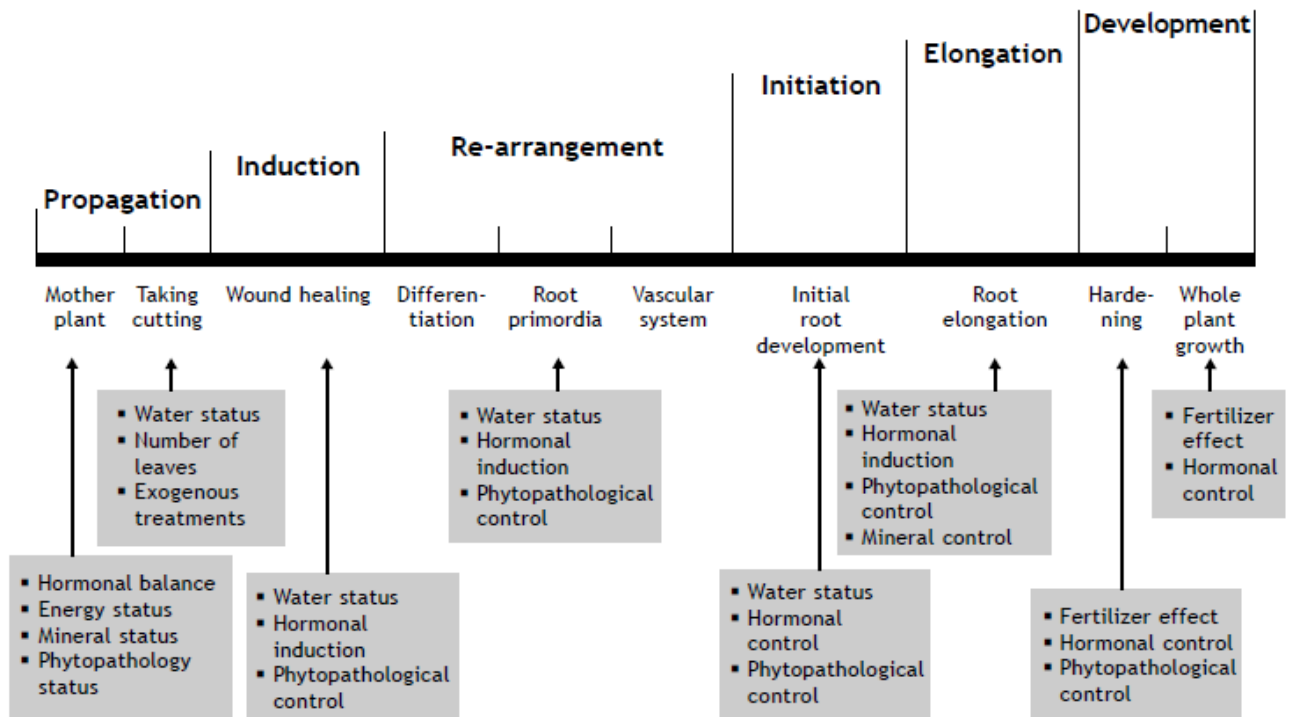 Propagation
Induction
Re-arrangement
Initiation
Elongation
Development
Mother
plant
Taking
cutting
Wound healing
Differen-
tiation
Root
primordia
Vascular
system
Initial
root
development
Root
elongation
Harde-
ning
Whole
plant
growth
▪ Hormonal balance
▪ Energy status
▪ Mineral status
▪ Phytopathology
status
▪ Water status
▪ Number of
leaves
▪ Exogenous
treatments
▪ Water status
▪ Hormonal
induction
▪ Phytopathological
control
▪ Water status
▪ Hormonal
induction
▪ Phytopathological
control
▪ Water status
▪ Hormonal
control
▪ Phytopathological
control
▪ Water status
▪ Hormonal
induction
▪ Phytopathological
control
▪ Mineral control
▪ Fertilizer effect
▪ Hormonal control
▪ Phytopathological
control
▪ Fertilizer
effect
▪ Hormonal
control